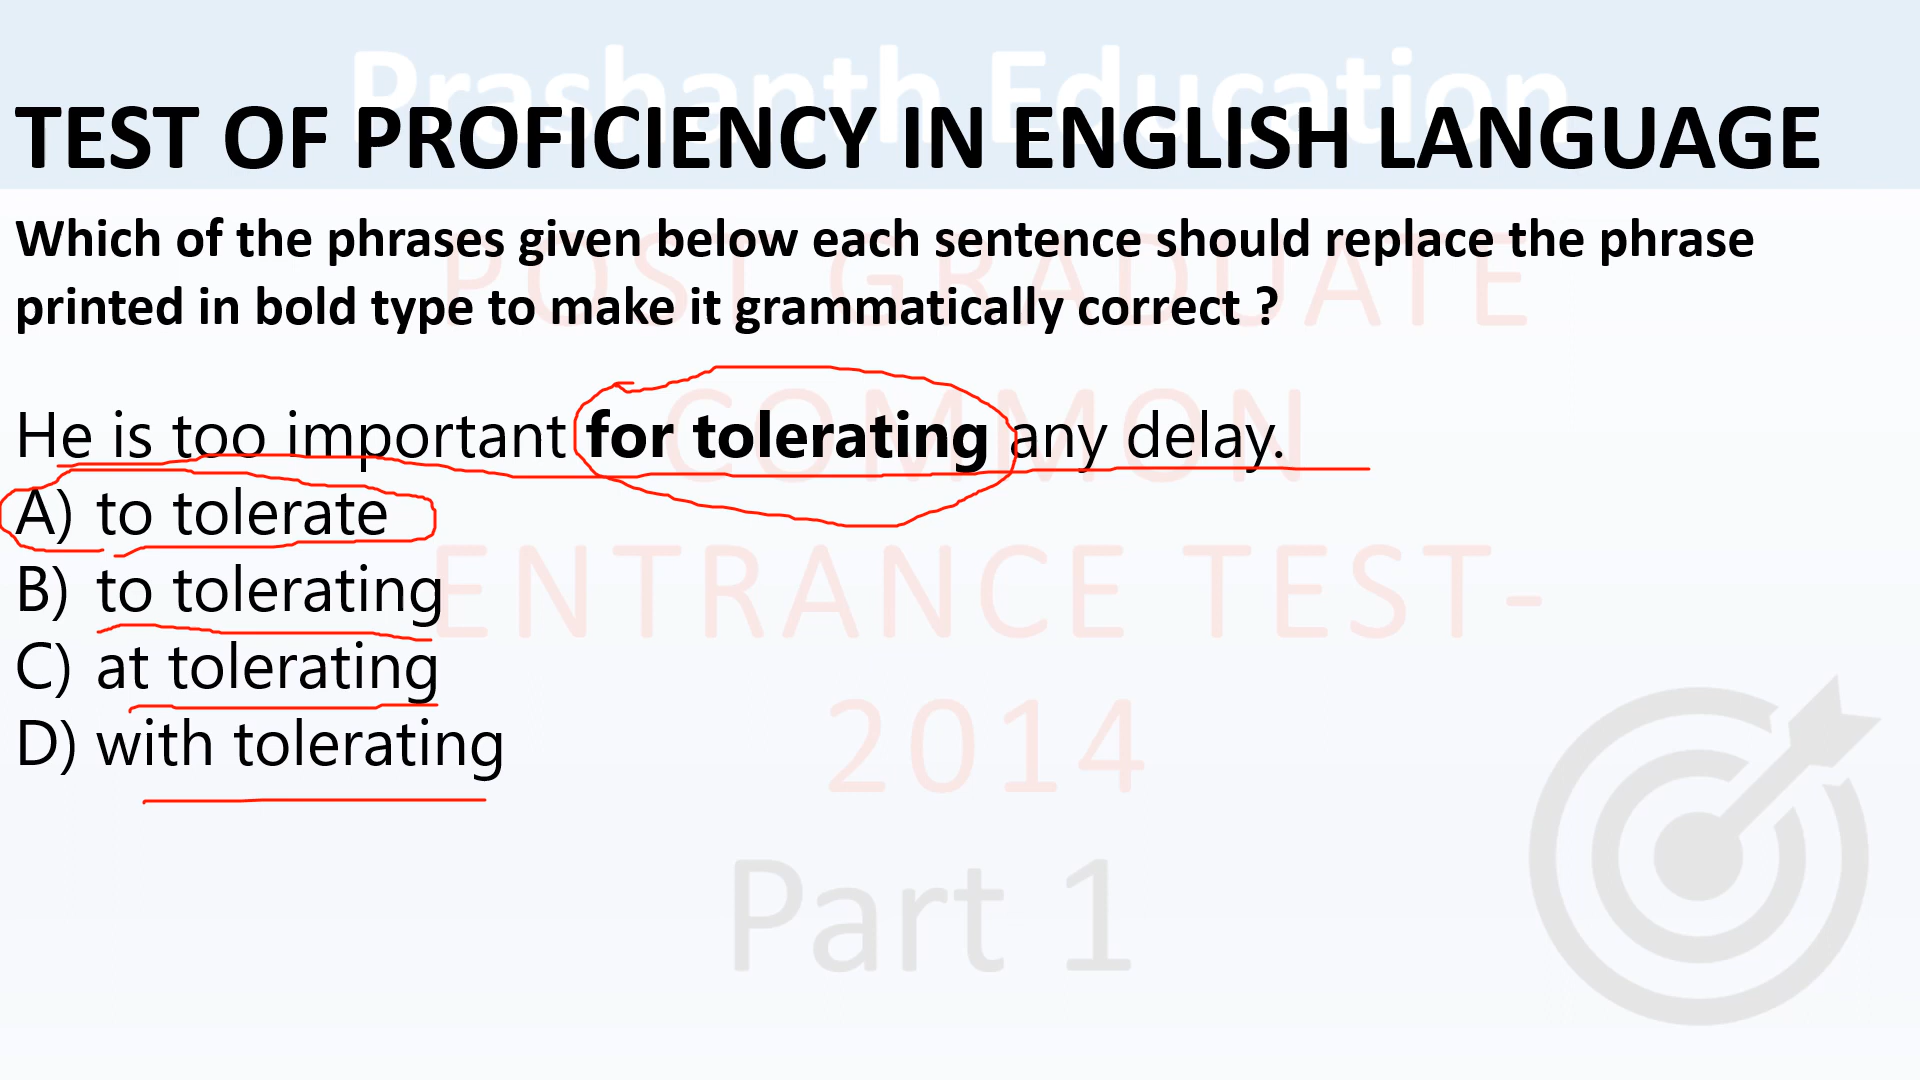 Prashanth Education
TEST OF PROFICIENCY IN ENGLISH LANGUAGE
Which of the phrases given below each sentence should replace the phrase
printed in bold type to make it grammatically correct ?
POST GRADUATE
He is too important for tolerating any delay.
COMMON
A) to tolerate
B) to tolerating
ENTRANCE TEST-
C) at tolerating
D) with tolerating
2014
Part 1